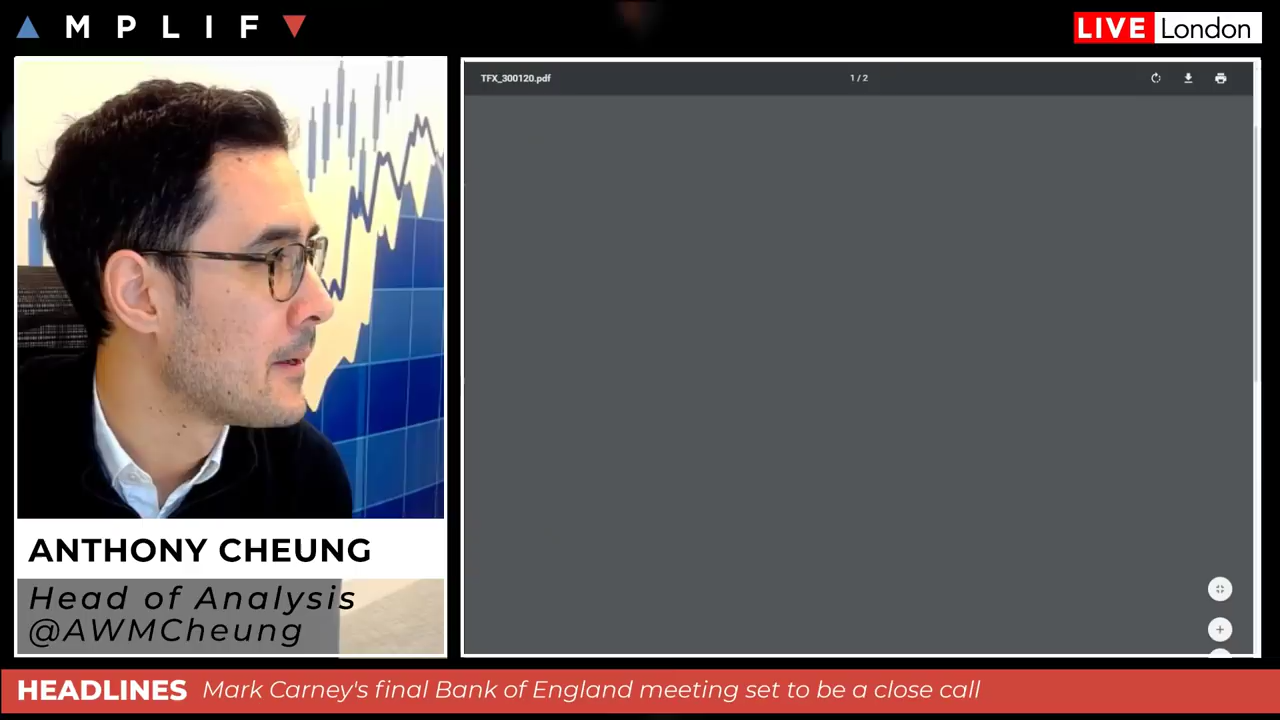 AMPLIFY
LIVE London
TFX_300120.pdf
1 / 2
ANTHONY CHEUNG
Head of Analysis
@AWMCheung
HEADLINES Mark Carney's final Bank of England meeting set to be a close call